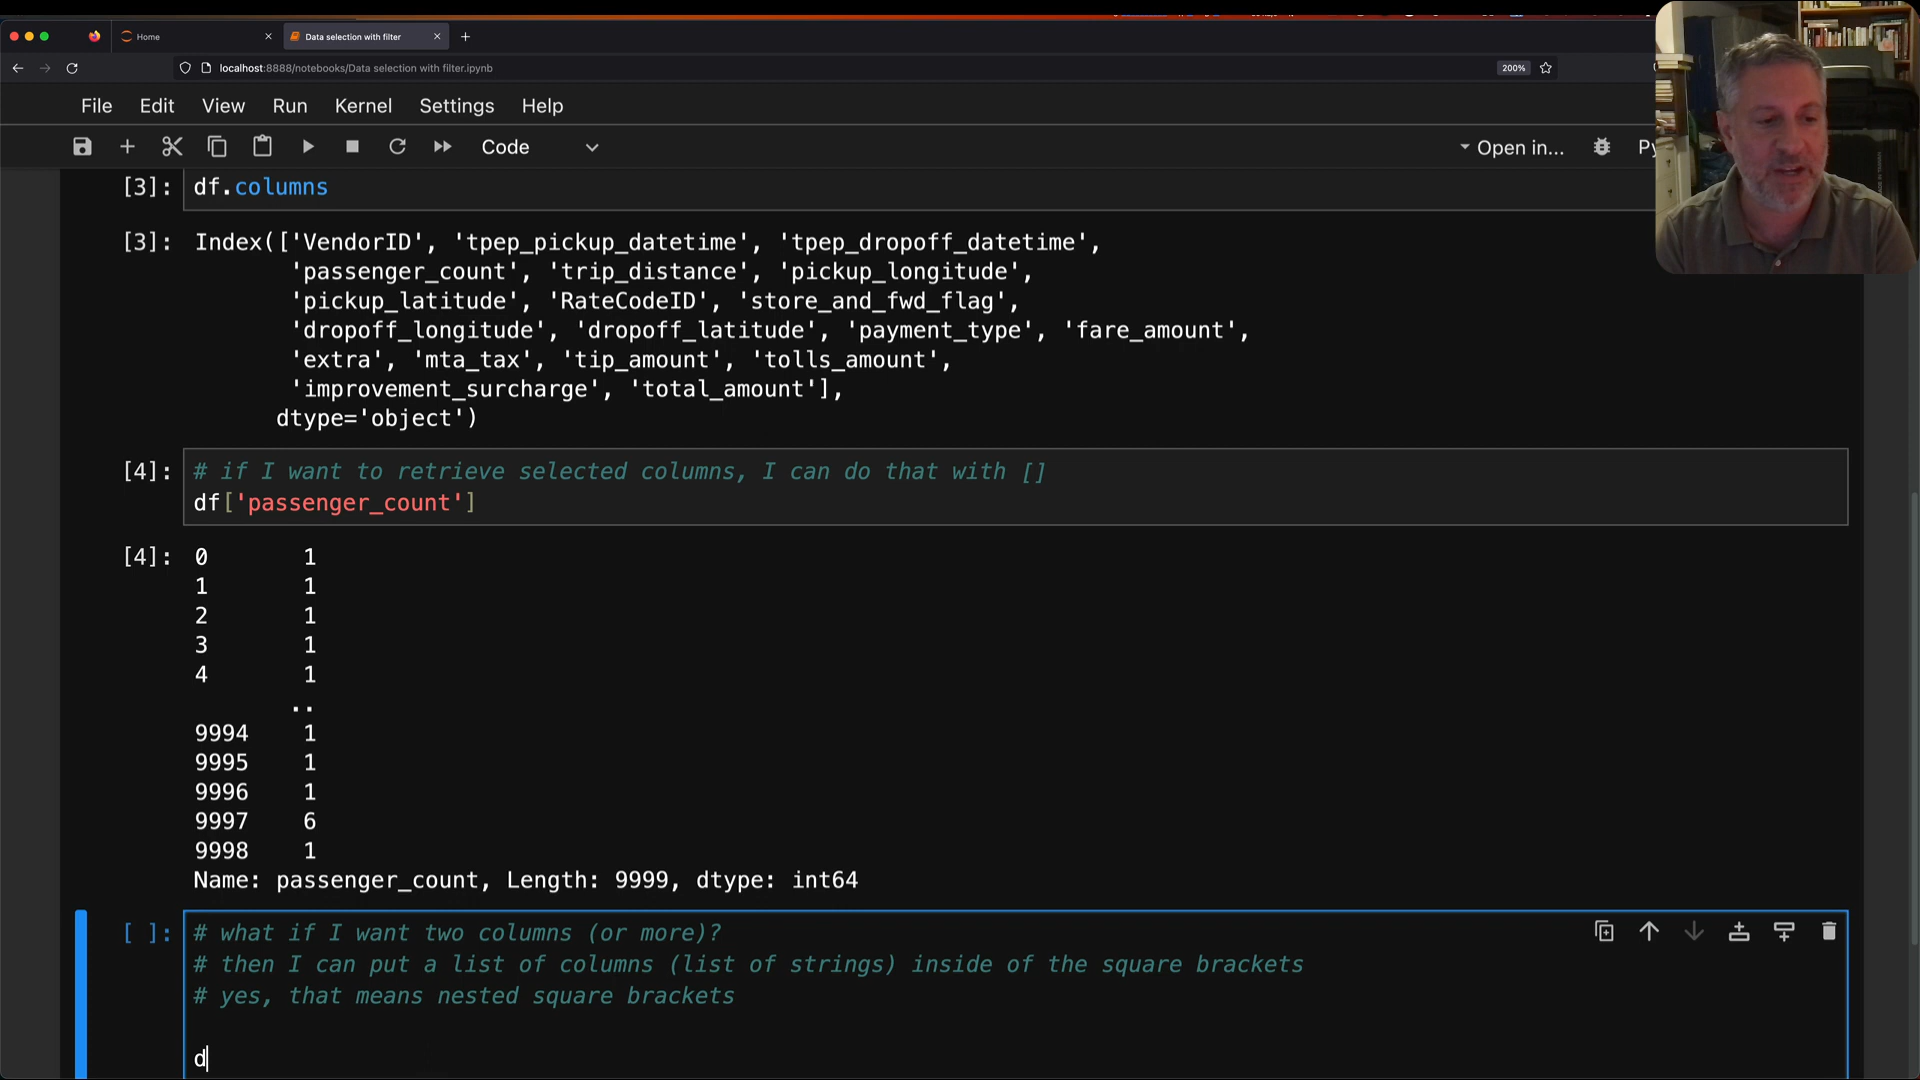 Home
Data selection with filter
localhost:8888/notebooks/Data selection with filter.ipynb
200%
File Edit View Run Kernel Settings Help
Code
Open in...
Py
[3]: df.columns
[3]: Index(['VendorID', 'tpep_pickup_datetime', 'tpep_dropoff_datetime',
'passenger_count', 'trip_distance', 'pickup_longitude',
'pickup_latitude', 'RateCodeID', 'store_and_fwd_flag',
'dropoff_longitude', 'dropoff_latitude', 'payment_type', 'fare_amount',
'extra', 'mta_tax', 'tip_amount', 'tolls_amount',
'improvement_surcharge', 'total_amount'],
dtype='object')
[4]: # if I want to retrieve selected columns, I can do that with []
df['passenger_count']
[4]: 0 1
1 1
2 1
3 1
4 1
..
9994 1
9995 1
9996 1
9997 6
9998 1
Name: passenger_count, Length: 9999, dtype: int64
[ ]: # what if I want two columns (or more)?
# then I can put a list of columns (list of strings) inside of the square brackets
# yes, that means nested square brackets
d